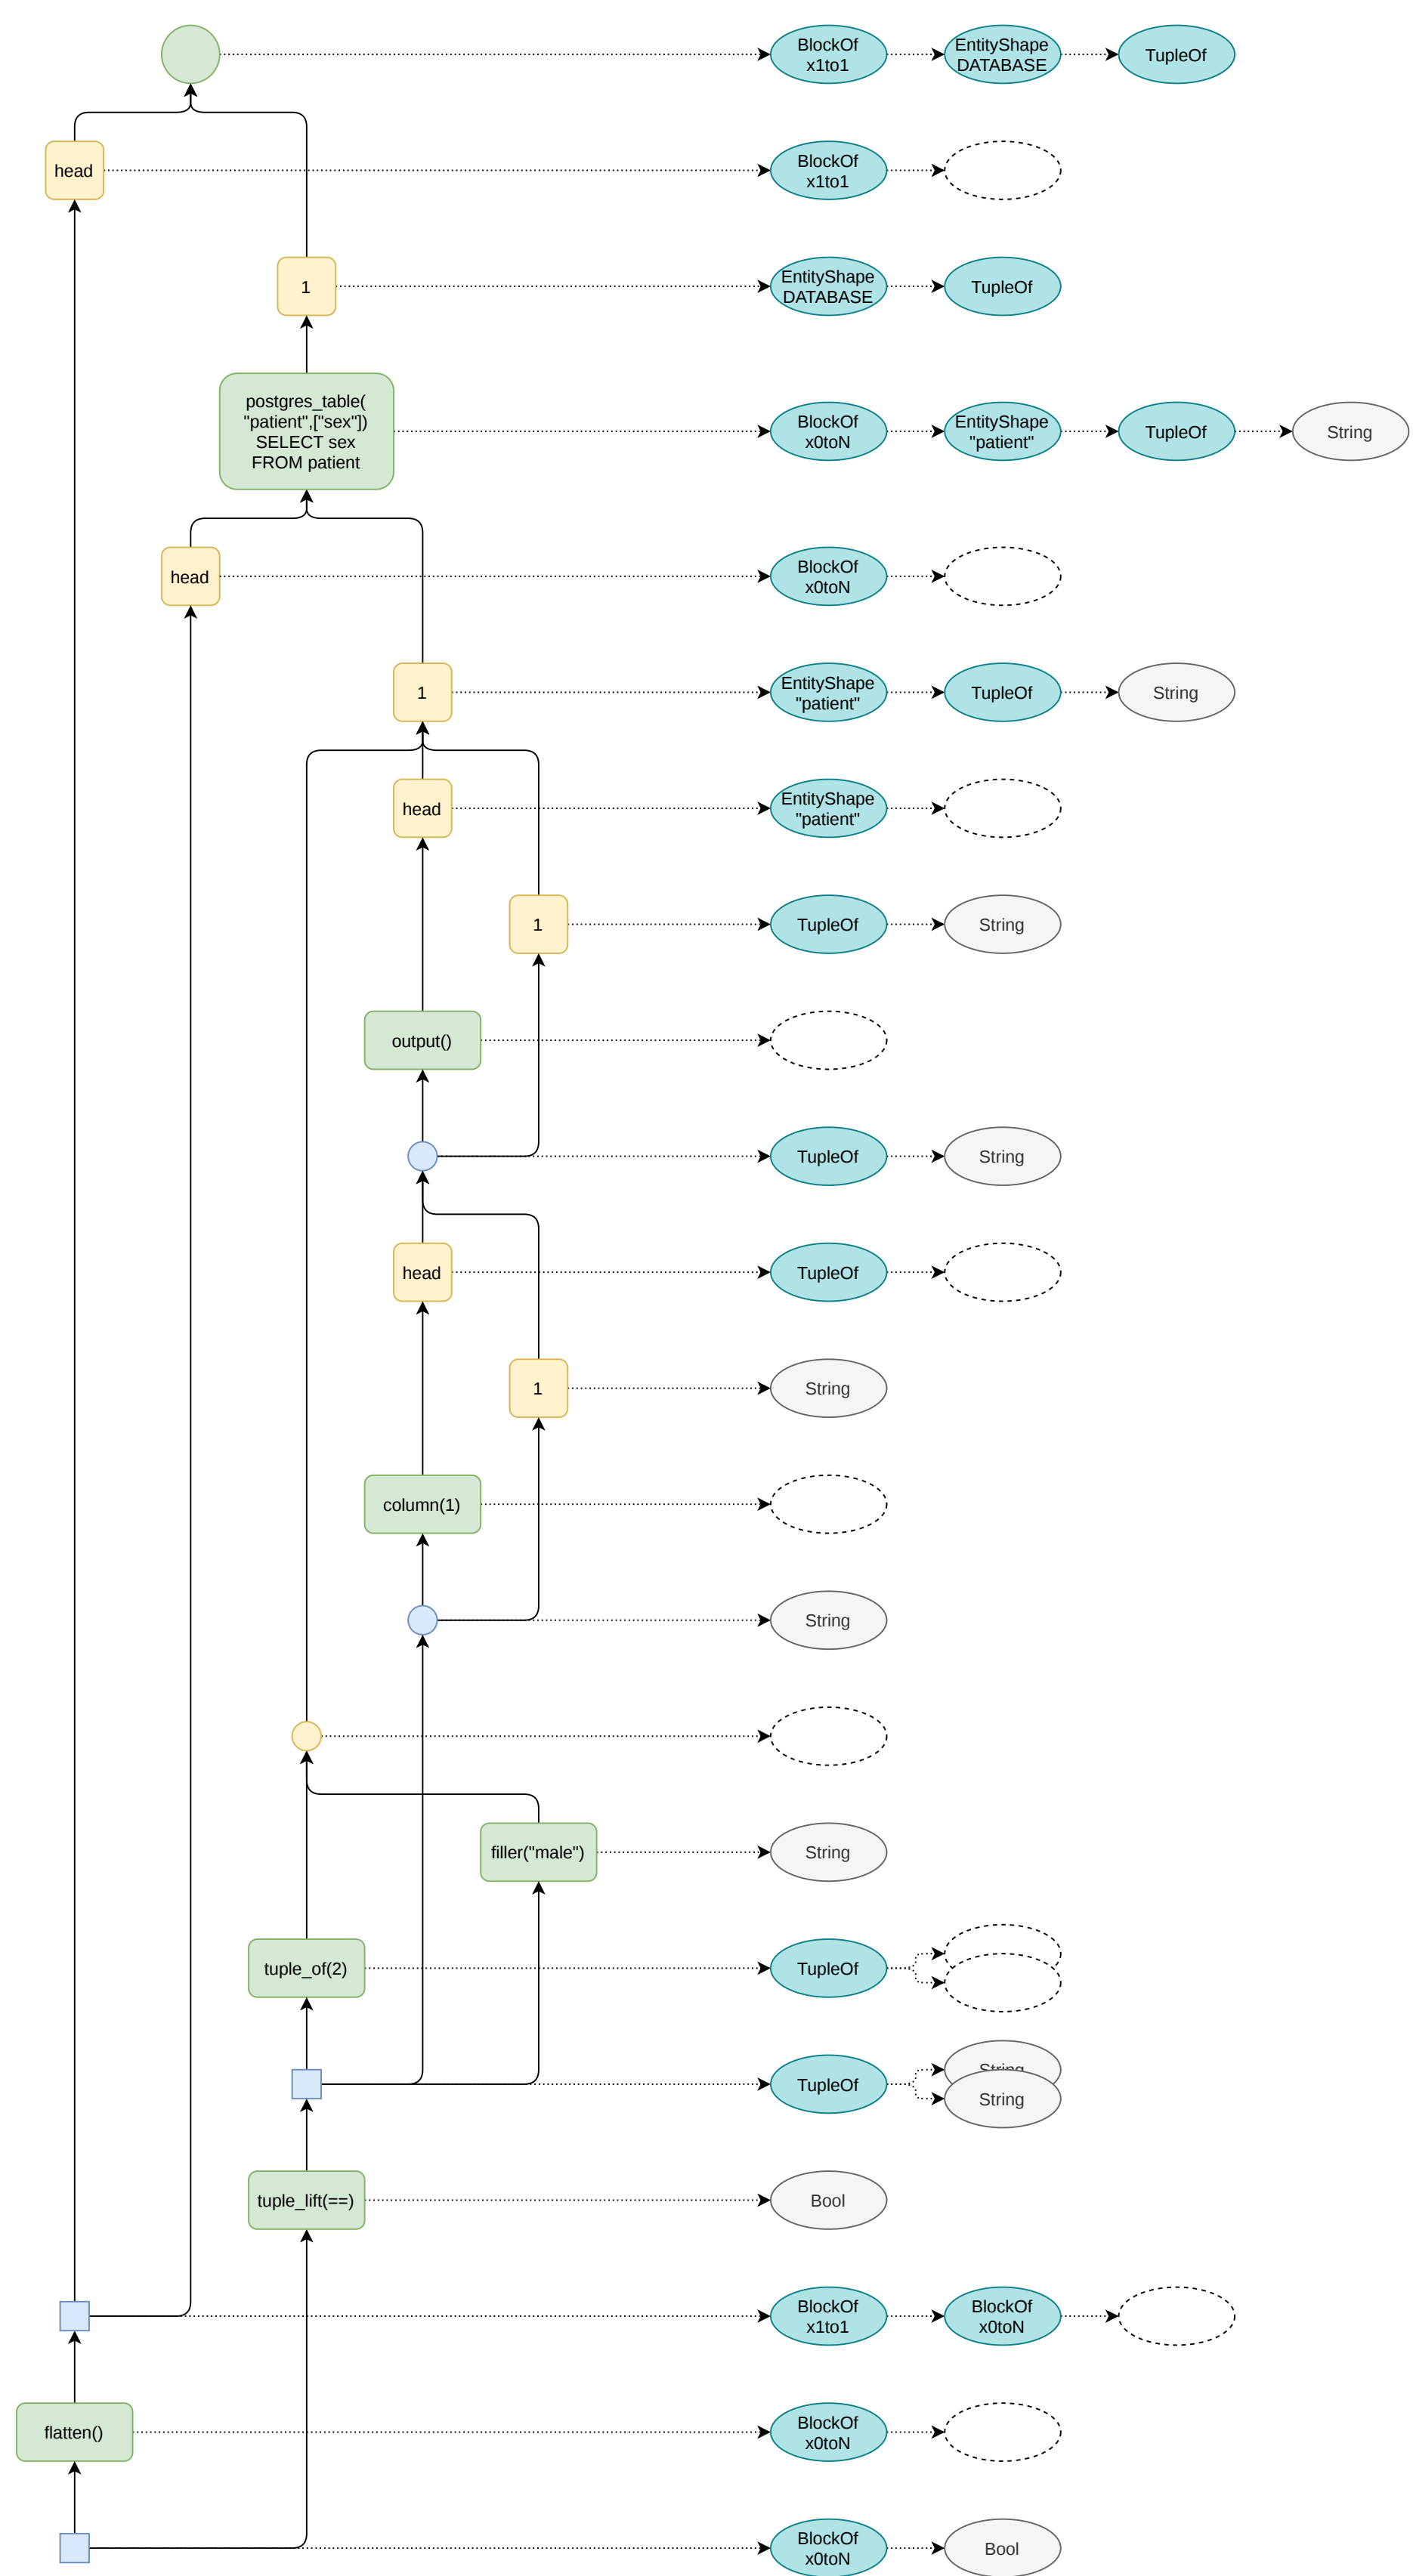 BlockOf
x1to1
EntityShape
DATABASE
TupleOf
head
BlockOf
x1to1
1
EntityShape
DATABASE
TupleOf
postgres_table(
"patient",["sex"])
SELECT sex
FROM patient
BlockOf
x0toN
EntityShape
"patient"
TupleOf
String
head
BlockOf
x0toN
1
EntityShape
"patient"
TupleOf
String
head
EntityShape
"patient"
1
TupleOf
String
output()
TupleOf
String
head
TupleOf
1
String
column(1)
String
filler("male")
String
tuple_of(2)
TupleOf
TupleOf
String
String
tuple_lift(==)
Bool
BlockOf
x1to1
BlockOf
x0toN
flatten()
BlockOf
x0toN
BlockOf
x0toN
Bool